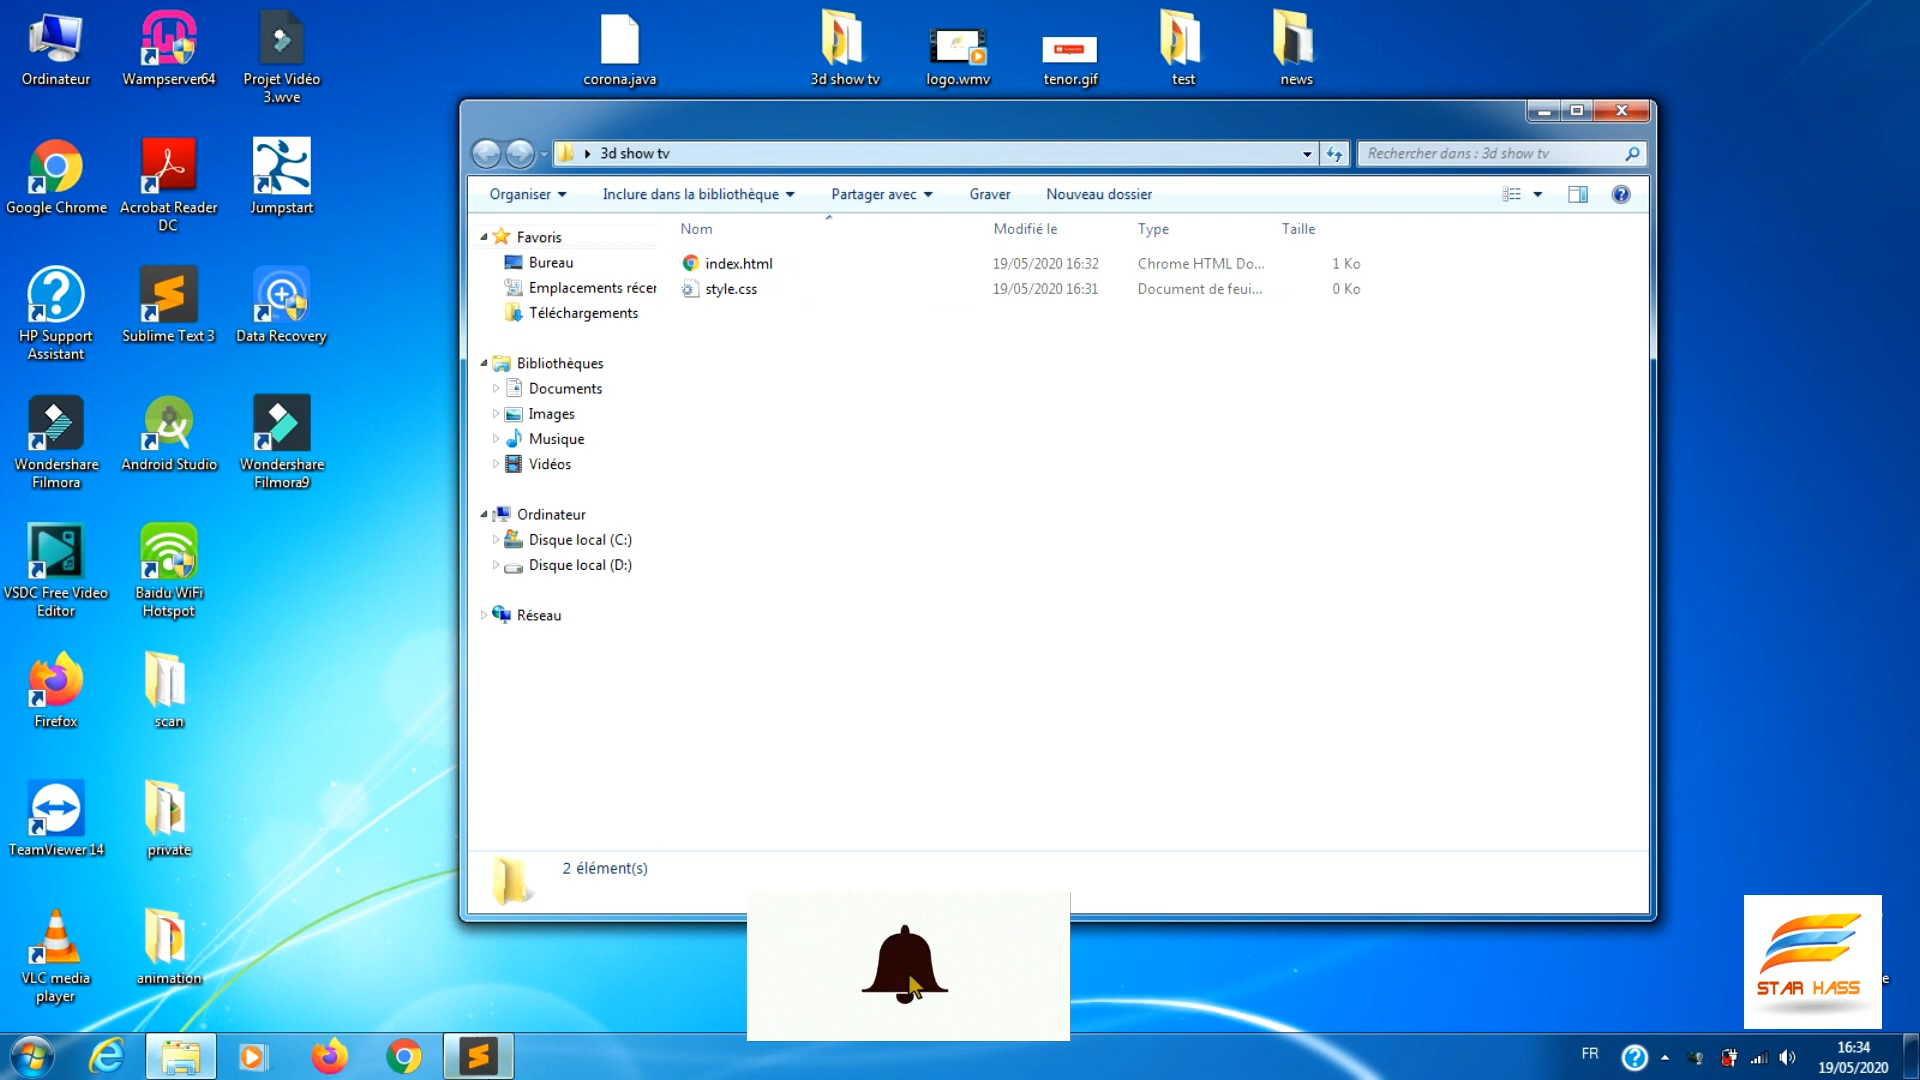 Ordinateur
Wampserver64
Projet Vidéo
3.wve
corona.java
3d show tv
logo.wmv
tenor.gif
test
news
Google Chrome
Acrobat Reader
DC
Jumpstart
HP Support
Assistant
Sublime Text 3
Data Recovery
Wondershare
Filmora
Android Studio
Wondershare
Filmora9
VSDC Free Video
Editor
Baidu WiFi
Hotspot
Firefox
scan
TeamViewer 14
private
VLC media
player
animation
3d show tv
Rechercher dans : 3d show tv
Organiser
Inclure dans la bibliothèque
Partager avec
Graver
Nouveau dossier
Nom
Modifié le
Type
Taille
index.html
19/05/2020 16:32
Chrome HTML Do...
1 Ko
style.css
19/05/2020 16:31
Document de feui...
0 Ko
Favoris
Bureau
Emplacements récer
Téléchargements
Bibliothèques
Documents
Images
Musique
Vidéos
Ordinateur
Disque local (C:)
Disque local (D:)
Réseau
2 élément(s)
STAR HASS
FR
16:34
19/05/2020